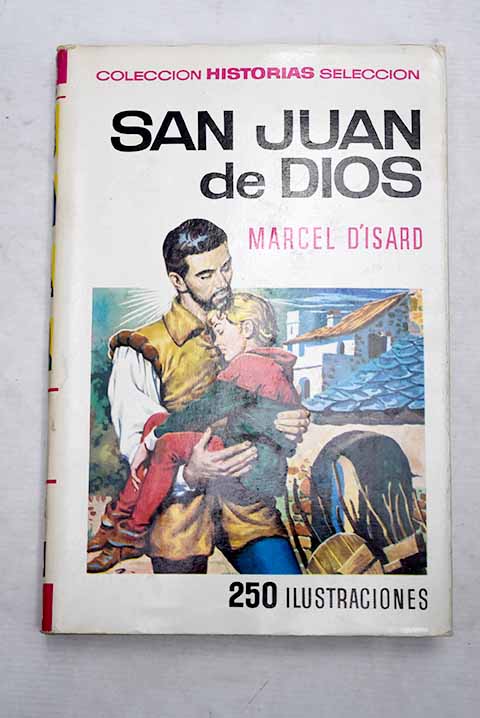 COLECCION HISTORIAS SELECCION
SAN JUAN
de DIOS
MARCEL D'ISARD
250 ILUSTRACIONES